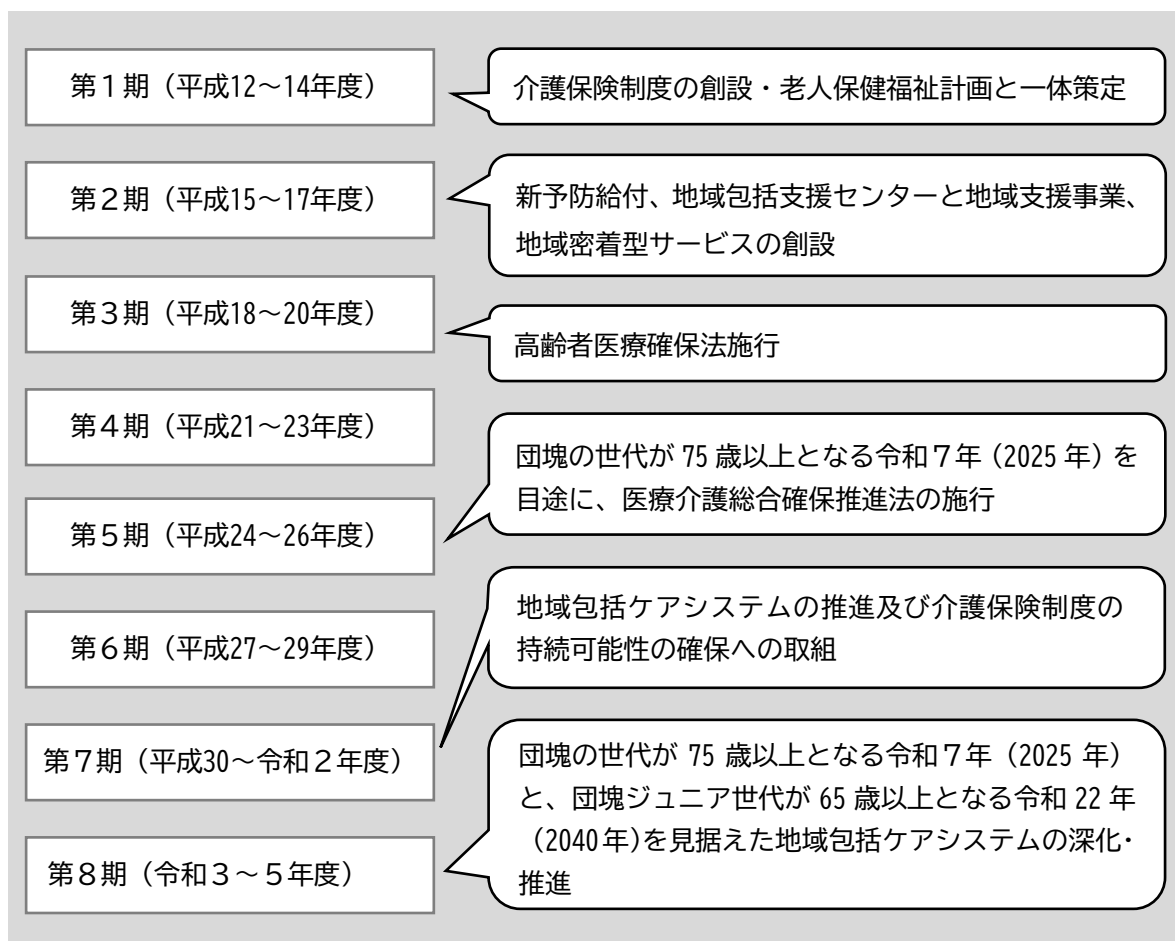 第１期（平成12～14年度）
介護保険制度の創設・老人保健福祉計画と一体策定
第２期（平成15～17年度）
新予防給付、地域包括支援センターと地域支援事業、
地域密着型サービスの創設
第３期（平成18～20年度）
高齢者医療確保法施行
第４期（平成21～23年度）
団塊の世代が 75 歳以上となる令和７年（2025 年）を
目途に、医療介護総合確保推進法の施行
第５期（平成24～26年度）
地域包括ケアシステムの推進及び介護保険制度の
持続可能性の確保への取組
第６期（平成27～29年度）
第７期（平成30～令和２年度）
団塊の世代が 75 歳以上となる令和７年（2025 年）
と、団塊ジュニア世代が 65 歳以上となる令和 22 年
（2040年）を見据えた地域包括ケアシステムの深化・
推進
第８期（令和３～５年度）